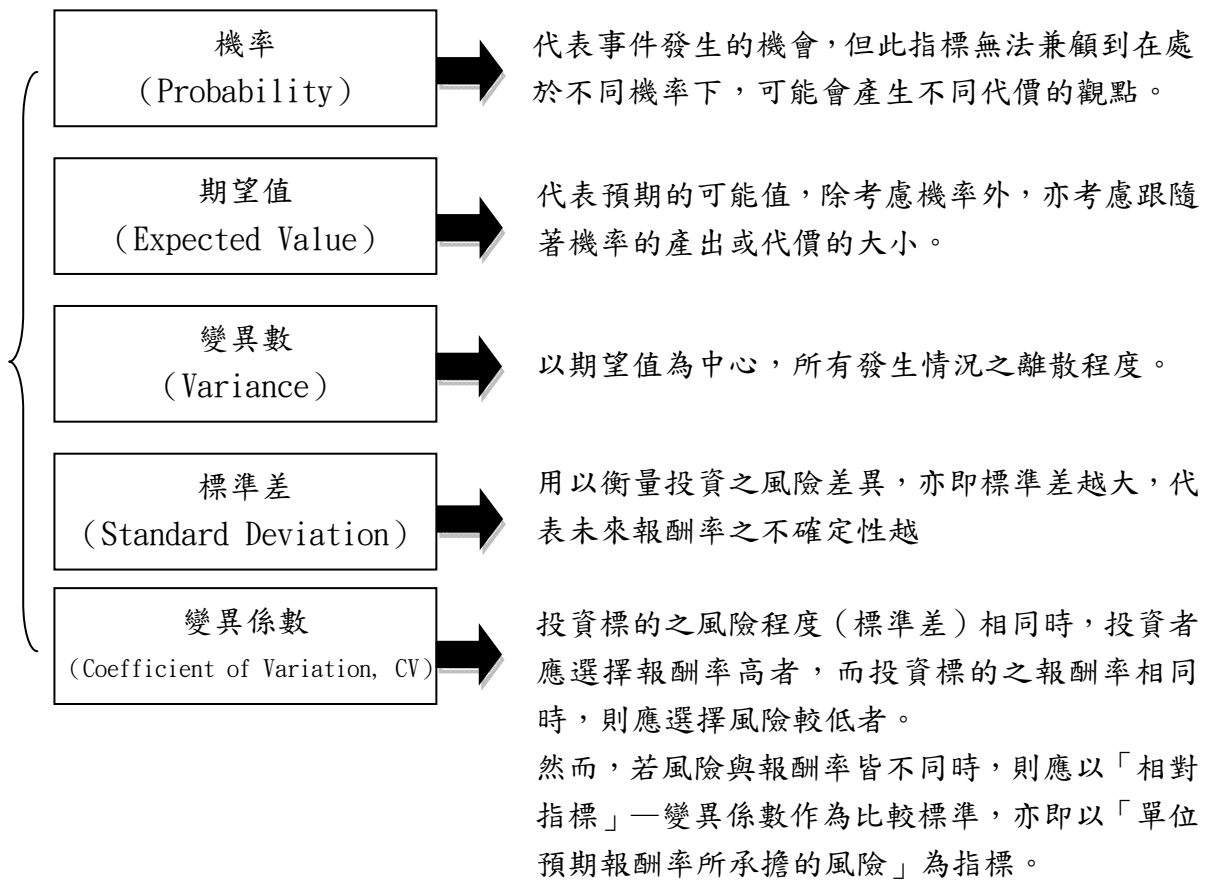 機率
（Probability）
代表事件發生的機會，但此指標無法兼顧到在處
於不同機率下，可能會產生不同代價的觀點。
期望值
（Expected Value）
代表預期的可能值，除考慮機率外，亦考慮跟隨
著機率的產出或代價的大小。
變異數
（Variance）
以期望值為中心，所有發生情況之離散程度。
標準差
（Standard Deviation）
用以衡量投資之風險差異，亦即標準差越大，代
表未來報酬率之不確定性越
變異係數
（Coefficient of Variation, CV）
投資標的之風險程度（標準差）相同時，投資者
應選擇報酬率高者，而投資標的之報酬率相同
時，則應選擇風險較低者。
然而，若風險與報酬率皆不同時，則應以「相對
指標」—變異係數作為比較標準，亦即以「單位
預期報酬率所承擔的風險」為指標。